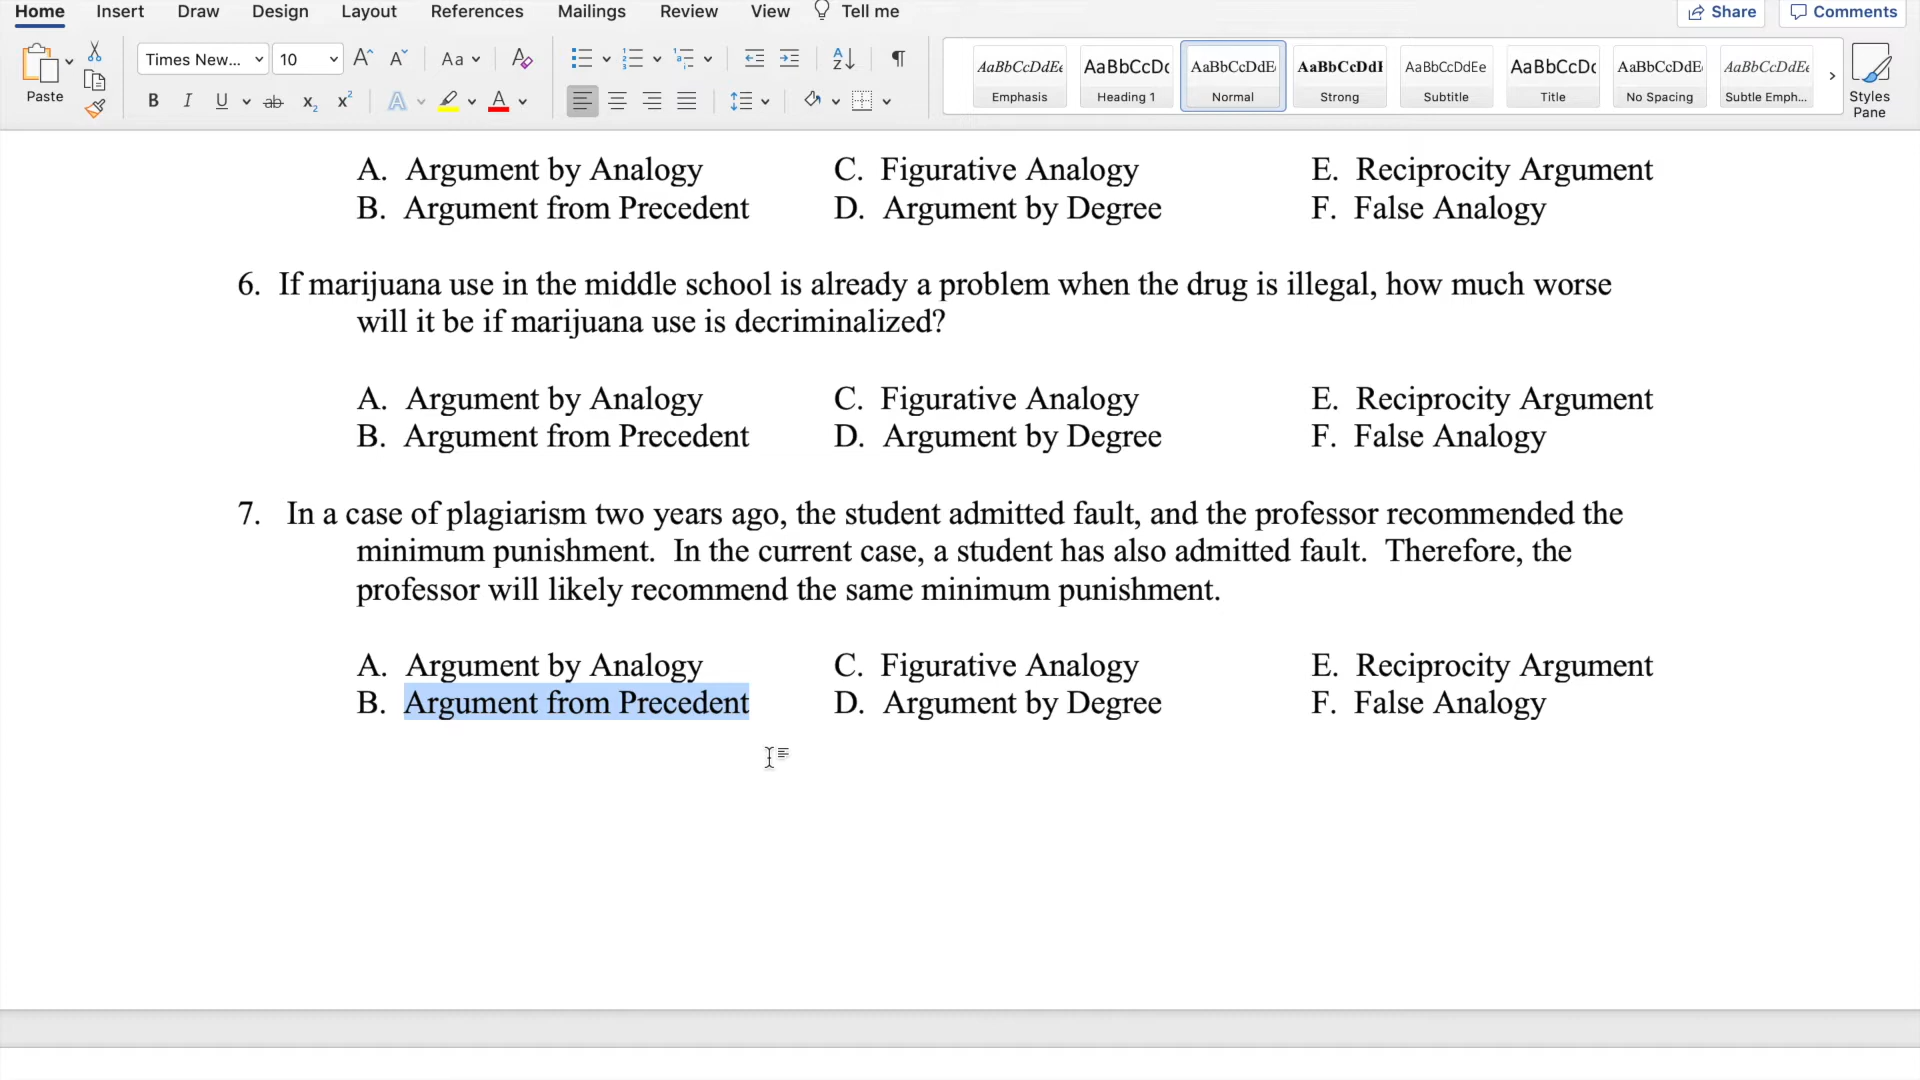 Home Insert Draw Design Layout References Mailings Review View Tell me Share Comments
Times New... 10 Aa
AaBbCcDdEe AaBbCcDc AaBbCcDdE AaBbCcDdI AaBbCcDdEe AaBbCcDc AaBbCcDdE AaBbCcDdEe
Paste Emphasis Heading 1 Normal Strong Subtitle Title No Spacing Subtle Emph... Styles Pane
B I U ab x2 x2 A A
A. Argument by Analogy C. Figurative Analogy E. Reciprocity Argument
B. Argument from Precedent D. Argument by Degree F. False Analogy
6. If marijuana use in the middle school is already a problem when the drug is illegal, how much worse
will it be if marijuana use is decriminalized?
A. Argument by Analogy C. Figurative Analogy E. Reciprocity Argument
B. Argument from Precedent D. Argument by Degree F. False Analogy
7. In a case of plagiarism two years ago, the student admitted fault, and the professor recommended the
minimum punishment. In the current case, a student has also admitted fault. Therefore, the
professor will likely recommend the same minimum punishment.
A. Argument by Analogy C. Figurative Analogy E. Reciprocity Argument
B. Argument from Precedent D. Argument by Degree F. False Analogy